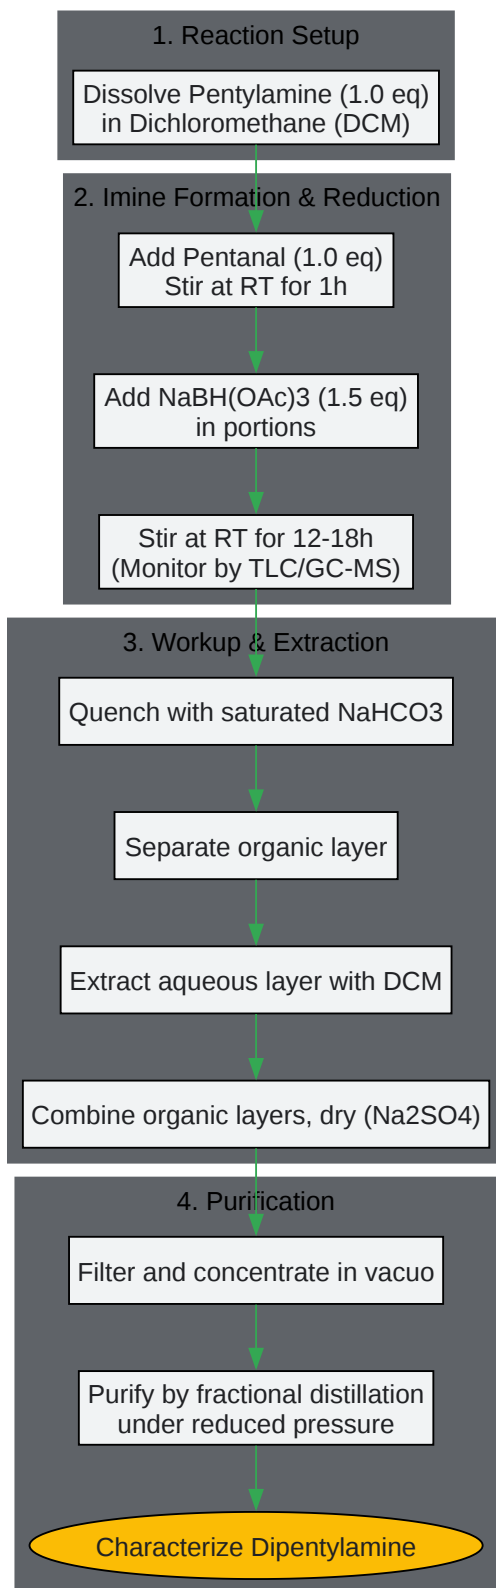 1. Reaction Setup
Dissolve Pentylamine (1.0 eq)
in Dichloromethane (DCM)
2. Imine Formation & Reduction
Add Pentanal (1.0 eq)
Stir at RT for 1h
Add NaBH(OAc)3 (1.5 eq)
in portions
Stir at RT for 12-18h
(Monitor by TLC/GC-MS)
3. Workup & Extraction
Quench with saturated NaHCO3
Separate organic layer
Extract aqueous layer with DCM
Combine organic layers, dry (Na2SO4)
4. Purification
Filter and concentrate in vacuo
Purify by fractional distillation
under reduced pressure
Characterize Dipentylamine